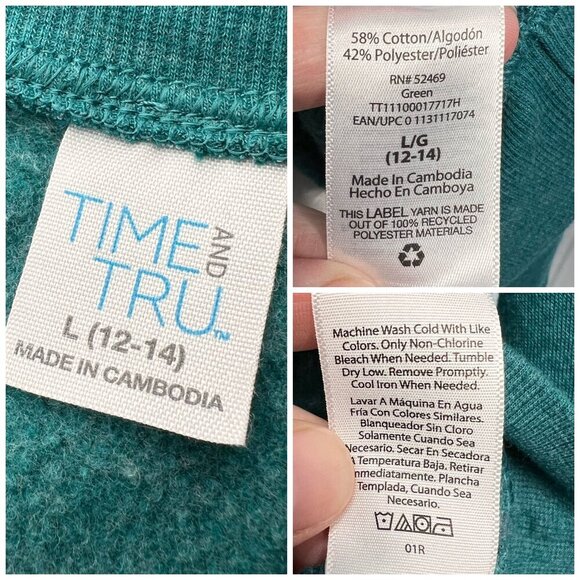 TIME
AND
TRU™
L (12-14)
MADE IN CAMBODIA
58% Cotton/Algodón
42% Polyester/Poliéster
RN# 52469
Green
TT11100017717H
EAN/UPC 0 1131117074
L/G
(12-14)
Made In Cambodia
Hecho En Camboya
THIS LABEL YARN IS MADE
OUT OF 100% RECYCLED
POLYESTER MATERIALS
Machine Wash Cold With Like
Colors. Only Non-Chlorine
Bleach When Needed. Tumble
Dry Low. Remove Promptly.
Cool Iron When Needed.
Lavar A Máquina En Agua
Fría Con Colores Similares.
Blanqueador Sin Cloro
Solamente Cuando Sea
Necesario. Secar En Secadora
A Temperatura Baja. Retirar
Inmediatamente. Plancha
Templada, Cuando Sea
Necesario.
01R